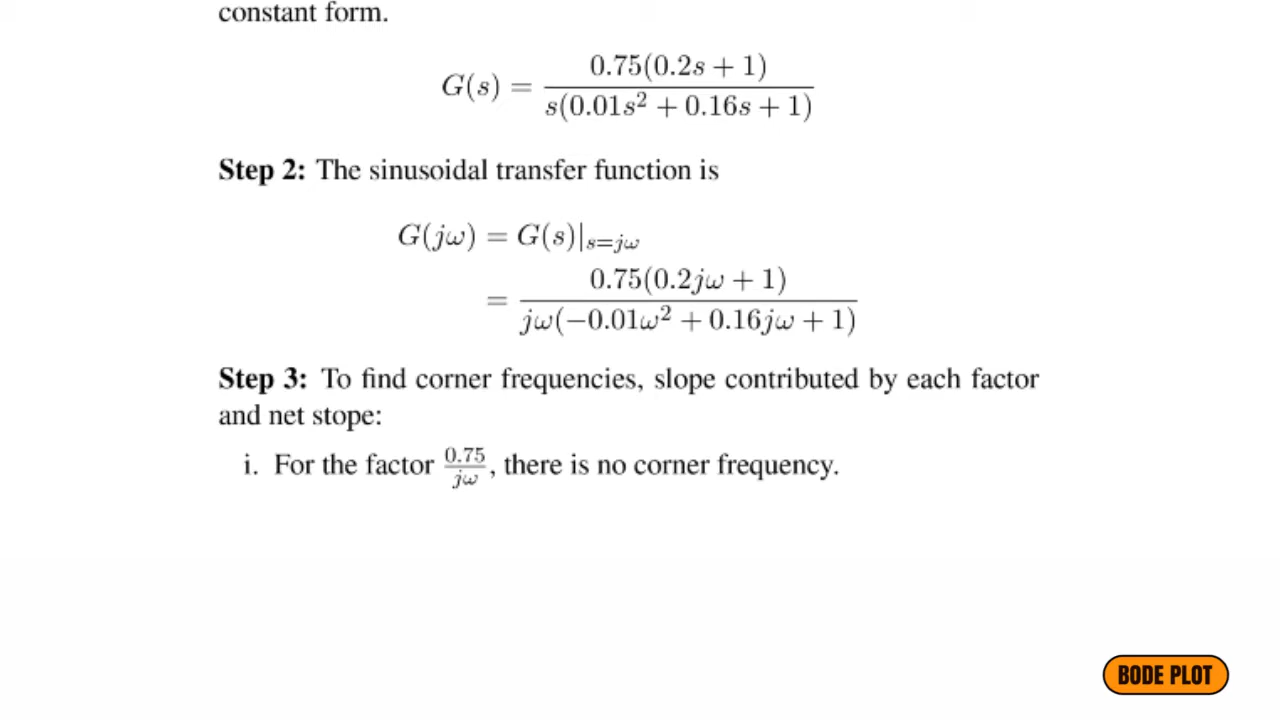 constant form.
G(s) = \frac{0.75(0.2s + 1)}{s(0.01s^2 + 0.16s + 1)}
Step 2: The sinusoidal transfer function is
G(jω) = G(s)|_{s=jω}
= \frac{0.75(0.2jω + 1)}{jω(−0.01ω^2 + 0.16jω + 1)}
Step 3: To find corner frequencies, slope contributed by each factor
and net stope:
i. For the factor \frac{0.75}{jω}, there is no corner frequency.
BODE PLOT